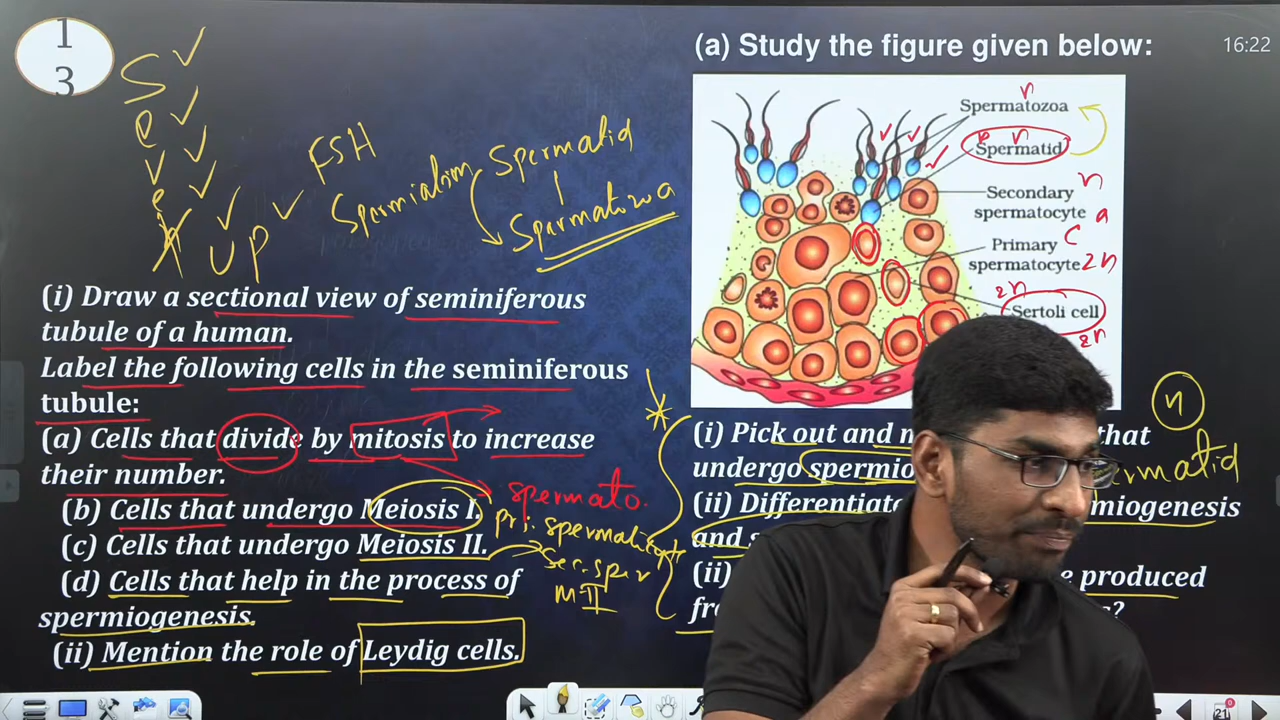 1
3
S
e
v
e
n
UP
FSH
Spermiation
Spermatid
Spermatozoa
(i) Draw a sectional view of seminiferous
tubule of a human.
Label the following cells in the seminiferous
tubule:
(a) Cells that divide by mitosis to increase
their number.
(b) Cells that undergo Meiosis I.
(c) Cells that undergo Meiosis II.
(d) Cells that help in the process of
spermiogenesis.
(ii) Mention the role of Leydig cells.
spermato.
pri. spermatocyte
Sec. sper
M-II
(a) Study the figure given below:
16:22
n
Spermatozoa
n
Spermatid
Secondary n
spermatocyte a
Primary C
spermatocyte 2n
2n
Sertoli cell
2n
n
(i) Pick out and that
undergo spermio
rmatid
(ii) Differentiate miogenesis
and s
(ii) produced
21